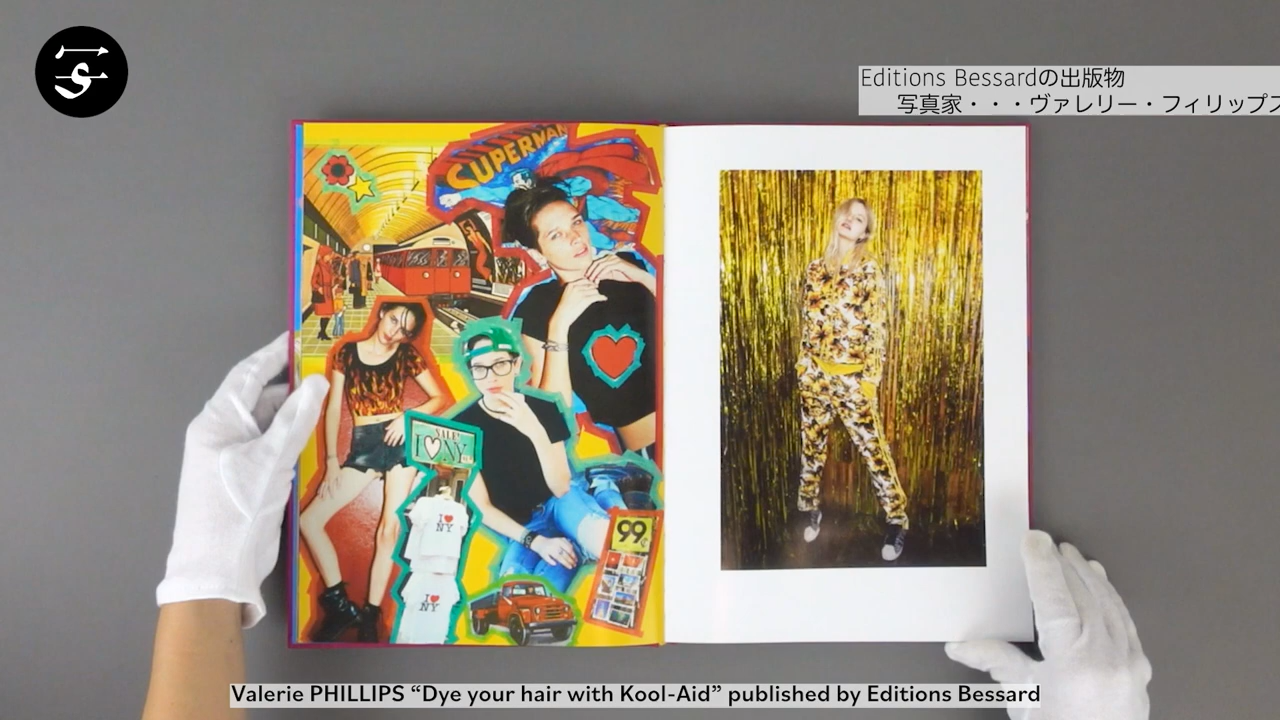 Editions Bessardの出版物
写真家・・・ヴァレリー・フィリップス
SUPERMAN
SALE!
I NY
I
NY
I
NY
99¢
Valerie PHILLIPS “Dye your hair with Kool-Aid” published by Editions Bessard